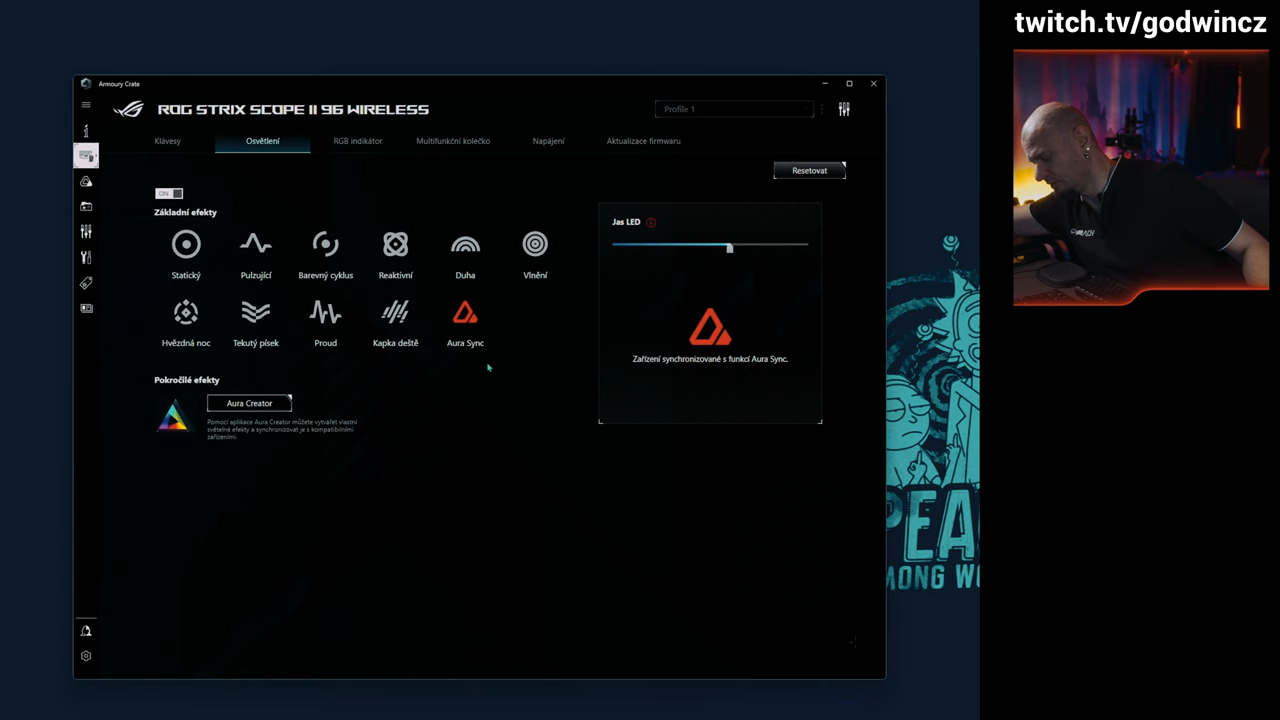 twitch.tv/godwincz
Armoury Crate
ROG STRIX SCOPE II 96 WIRELESS
Profile 1
Klávesy
Osvětlení
RGB indikátor
Multifunkční kolečko
Napájení
Aktualizace firmwaru
Resetovat
ON
Základní efekty
Jas LED
Statický
Pulzující
Barevný cyklus
Reaktivní
Duha
Vlnění
Hvězdná noc
Tekutý písek
Proud
Kapka deště
Aura Sync
Zařízení synchronizované s funkcí Aura Sync.
Pokročilé efekty
Aura Creator
Pomocí aplikace Aura Creator můžete vytvářet vlastní
světelné efekty a synchronizovat je s kompatibilními
zařízeními.